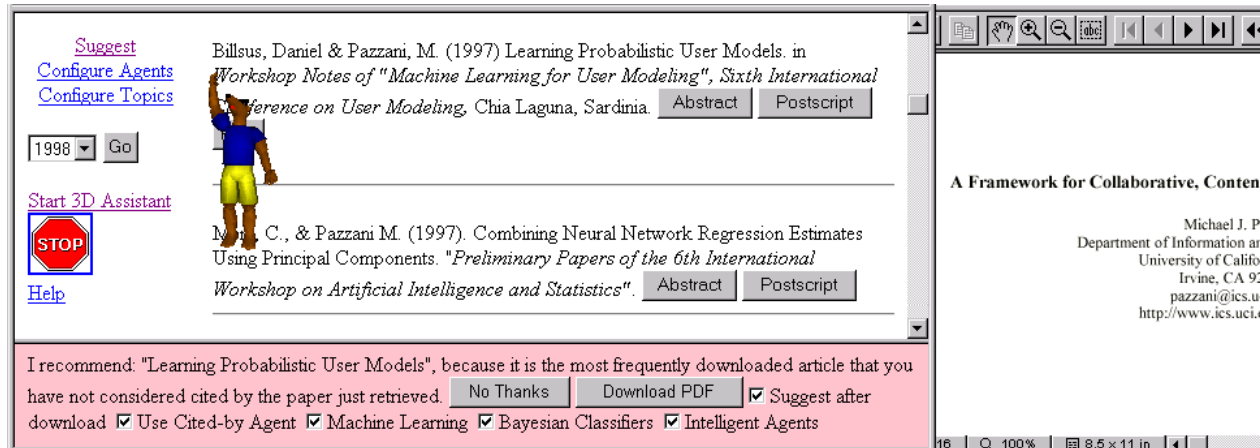 Suggest
Configure Agents
Configure Topics
1998 Go
Start 3D Assistant
STOP
Help
Billsus, Daniel & Pazzani, M. (1997) Learning Probabilistic User Models. in
Workshop Notes of "Machine Learning for User Modeling", Sixth International
Conference on User Modeling, Chia Laguna, Sardinia. Abstract Postscript
C., & Pazzani M. (1997). Combining Neural Network Regression Estimates
Using Principal Components. "Preliminary Papers of the 6th International
Workshop on Artificial Intelligence and Statistics". Abstract Postscript
I recommend: "Learning Probabilistic User Models", because it is the most frequently downloaded article that you
have not considered cited by the paper just retrieved. No Thanks Download PDF Suggest after
download Use Cited-by Agent Machine Learning Bayesian Classifiers Intelligent Agents
abc
A Framework for Collaborative, Conten
Michael J. P
Department of Information an
University of Califo
Irvine, CA 92
pazzani@ics.u
http://www.ics.uci.
16 100% 8.5 x 11 in